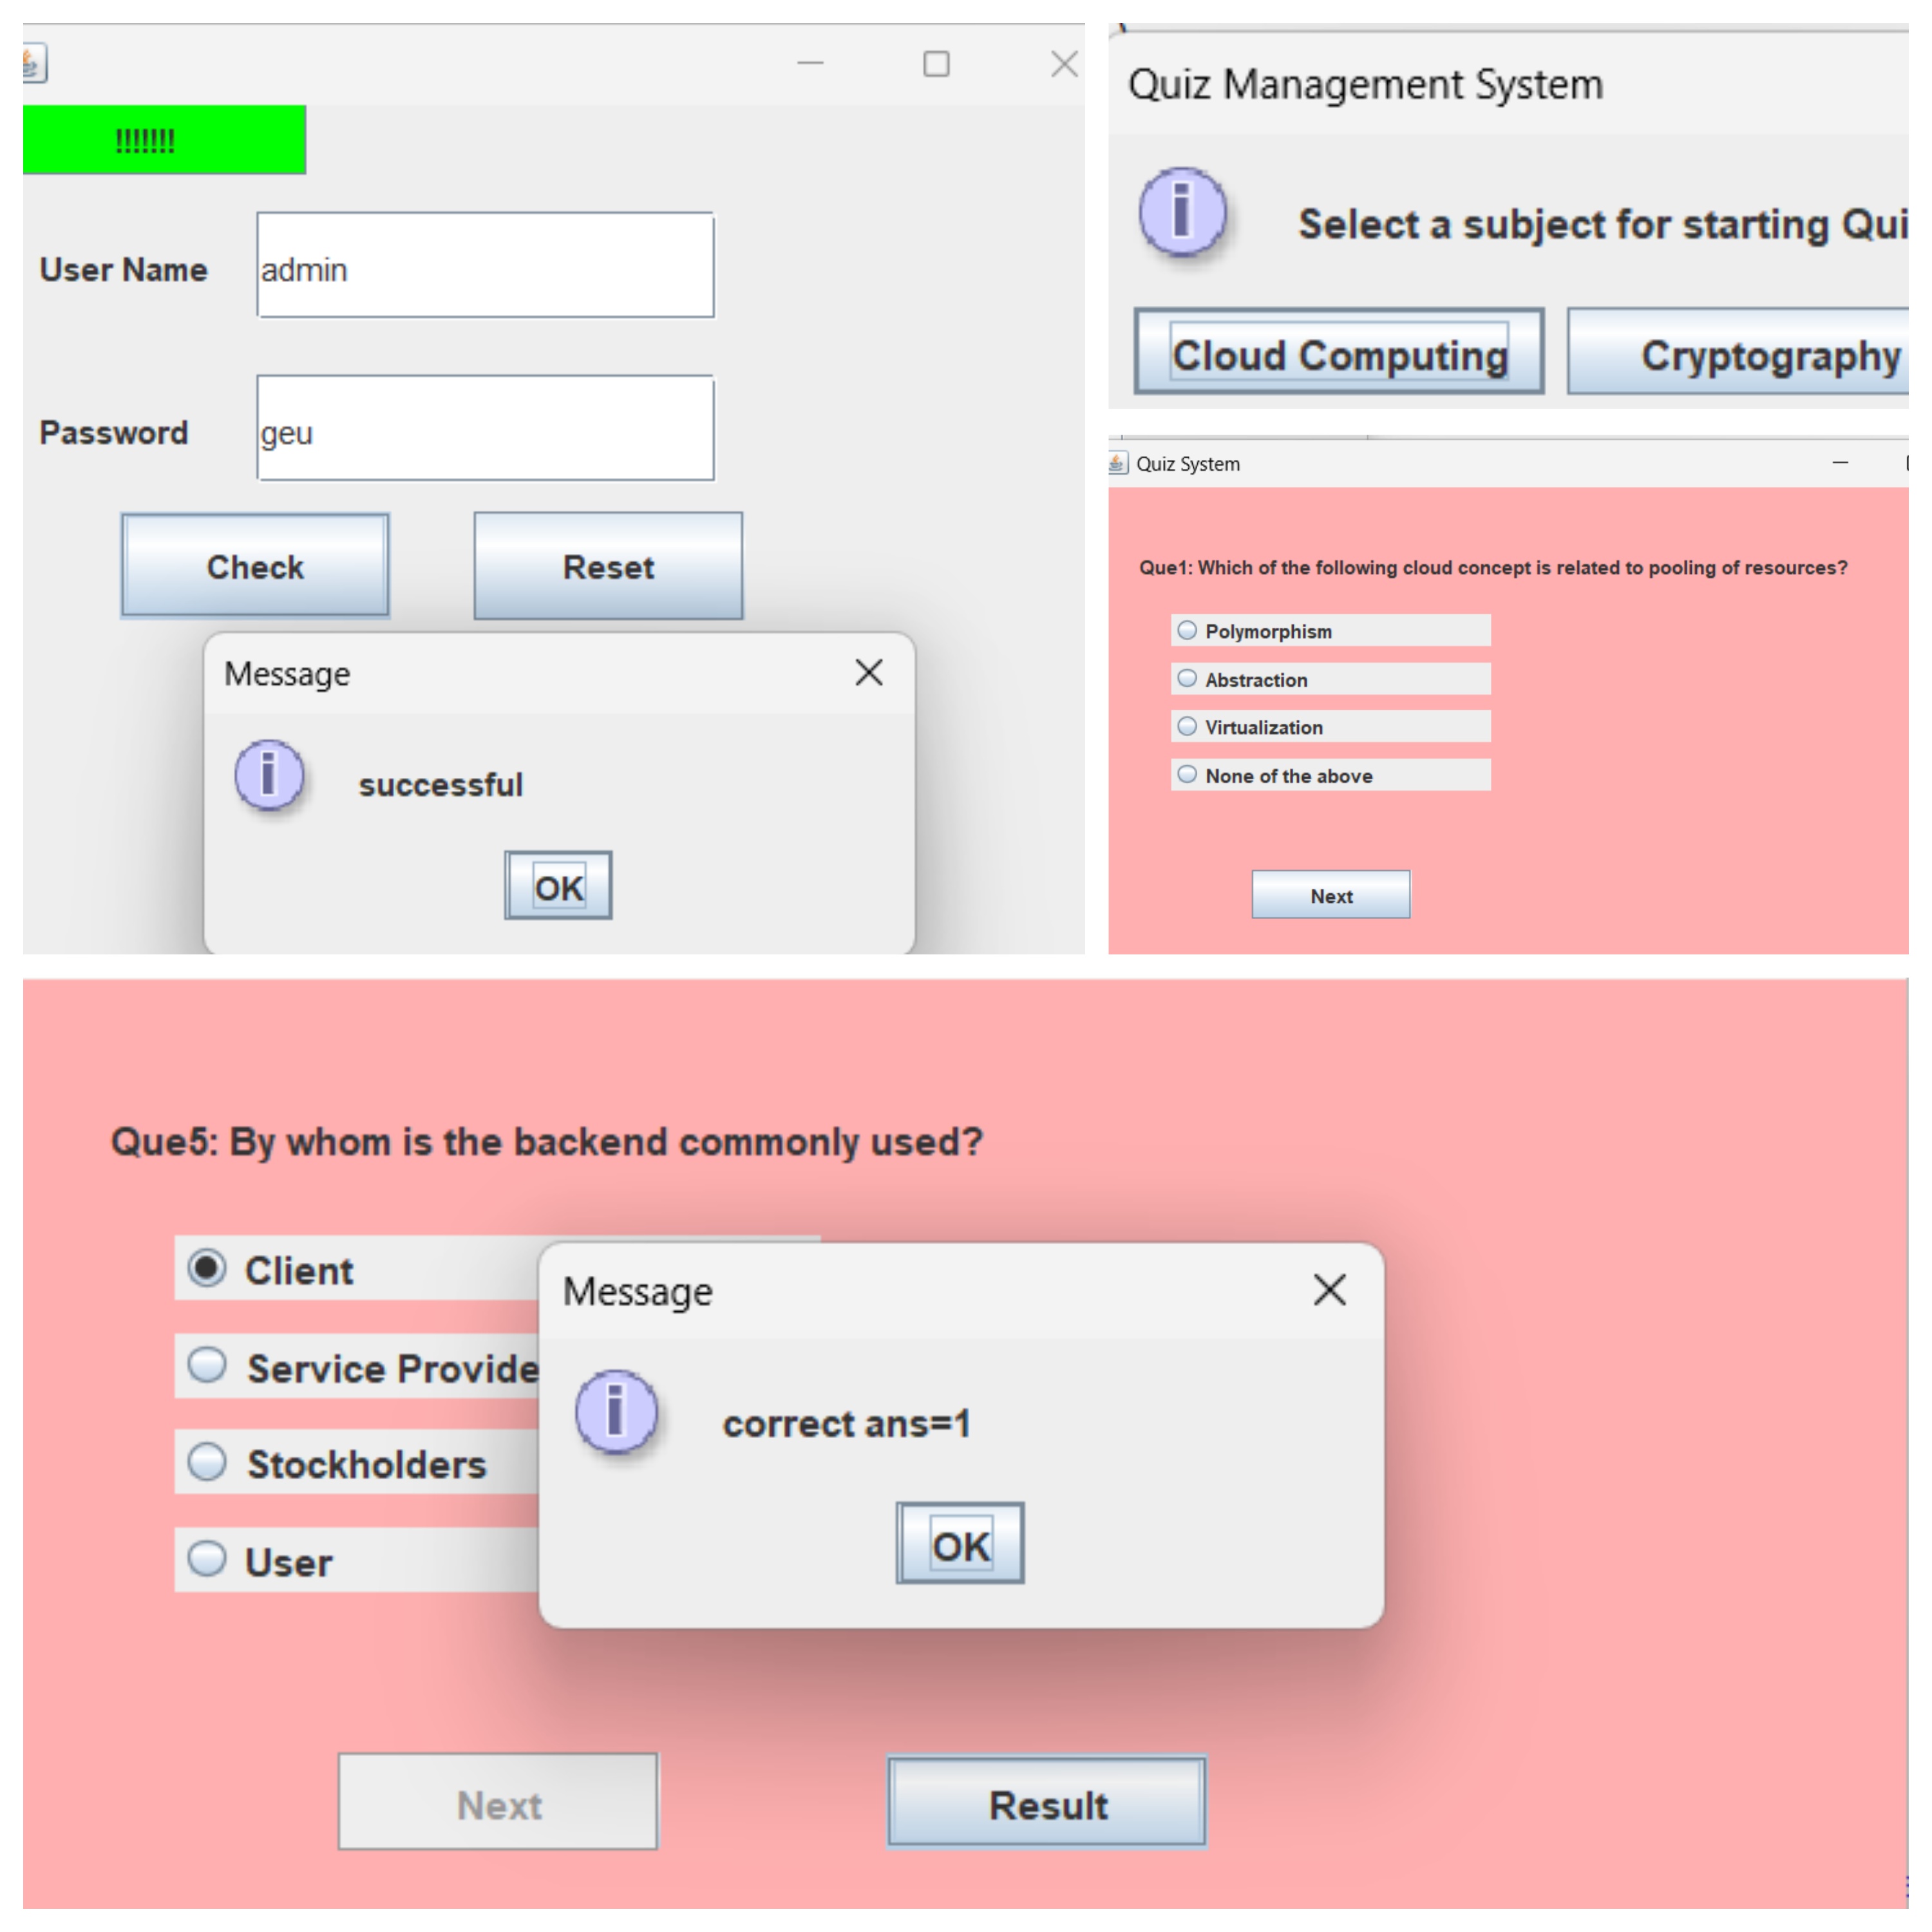 !!!!!!!
User Name
admin
Password
geu
Check
Reset
Message
successful
OK
Quiz Management System
Select a subject for starting Qui
Cloud Computing
Cryptography
Quiz System
Que1: Which of the following cloud concept is related to pooling of resources?
Polymorphism
Abstraction
Virtualization
None of the above
Next
Que5: By whom is the backend commonly used?
Client
Service Provide
Stockholders
User
Message
correct ans=1
OK
Next
Result